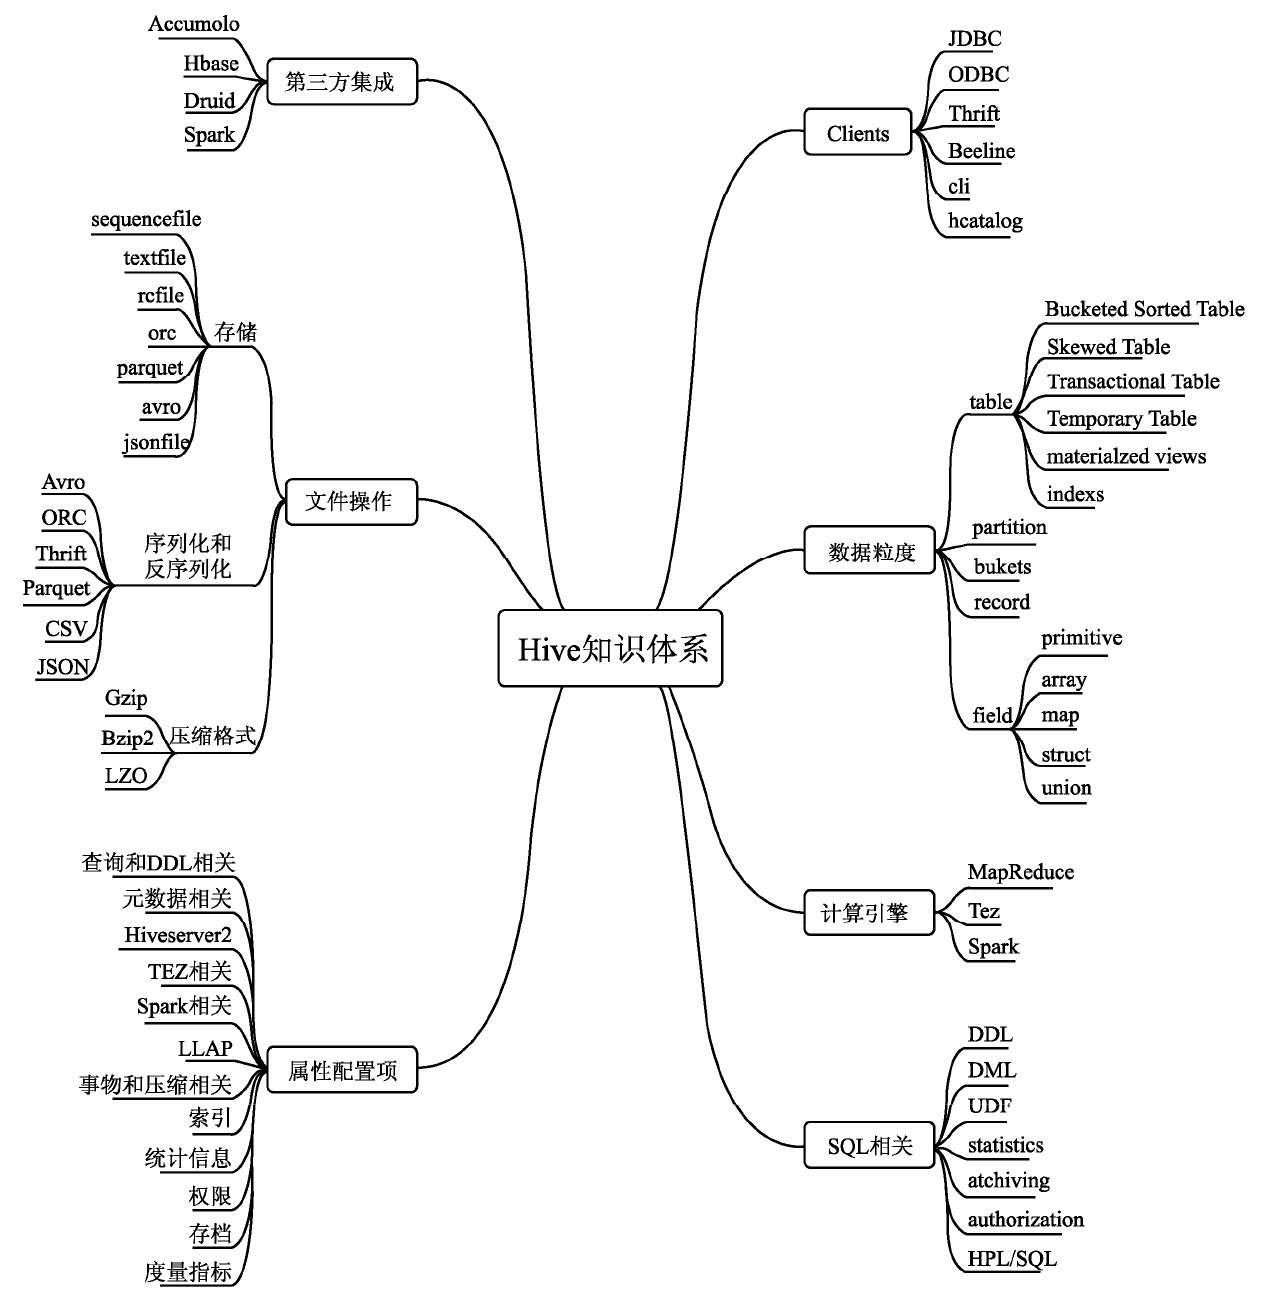 Hive知识体系
第三方集成
Accumolo
Hbase
Druid
Spark
文件操作
存储
sequencefile
textfile
rcfile
orc
parquet
avro
jsonfile
序列化和
反序列化
Avro
ORC
Thrift
Parquet
CSV
JSON
压缩格式
Gzip
Bzip2
LZO
属性配置项
查询和DDL相关
元数据相关
Hiveserver2
TEZ相关
Spark相关
LLAP
事物和压缩相关
索引
统计信息
权限
存档
度量指标
Clients
JDBC
ODBC
Thrift
Beeline
cli
hcatalog
数据粒度
table
Bucketed Sorted Table
Skewed Table
Transactional Table
Temporary Table
materialzed views
indexs
partition
bukets
record
field
primitive
array
map
struct
union
计算引擎
MapReduce
Tez
Spark
SQL相关
DDL
DML
UDF
statistics
atchiving
authorization
HPL/SQL